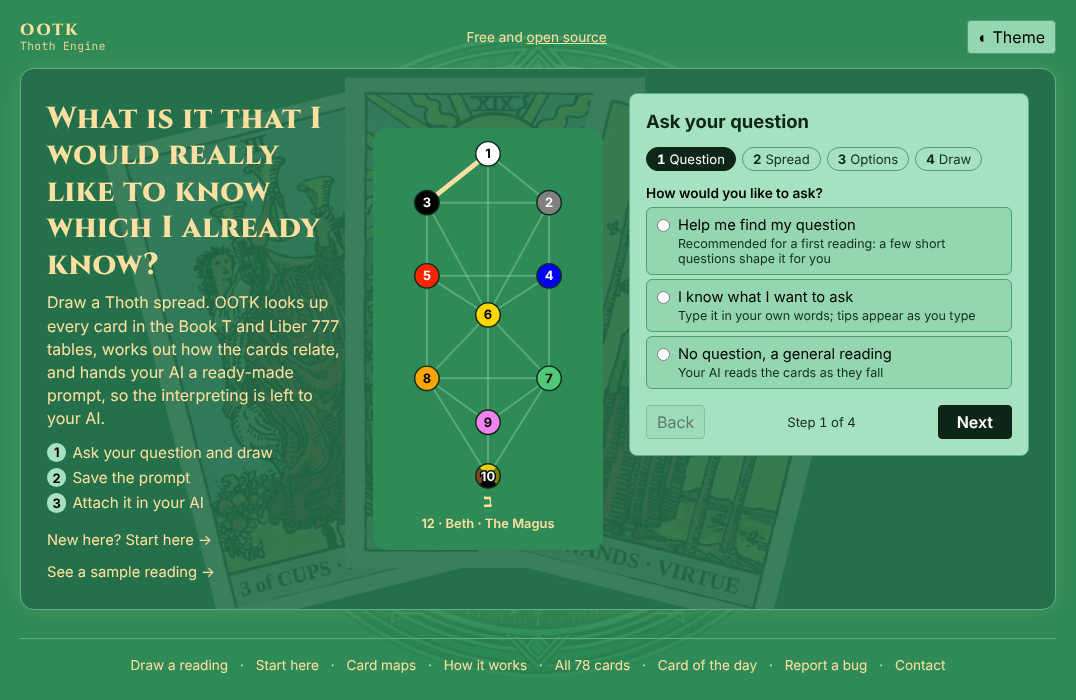 OOTK
Thoth Engine
Free and open source
Theme
What is it that I
would really
like to know
which I already
know?
Draw a Thoth spread. OOTK looks up
every card in the Book T and Liber 777
tables, works out how the cards relate,
and hands your AI a ready-made
prompt, so the interpreting is left to
your AI.
1 Ask your question and draw
2 Save the prompt
3 Attach it in your AI
New here? Start here →
See a sample reading →
XIX
1
3
2
5
4
6
8
7
9
10
ב
12 · Beth · The Magus
3 of CUPS ·
WANDS · VIRTUE
Ask your question
1 Question
2 Spread
3 Options
4 Draw
How would you like to ask?
Help me find my question
Recommended for a first reading: a few short
questions shape it for you
I know what I want to ask
Type it in your own words; tips appear as you type
No question, a general reading
Your AI reads the cards as they fall
Back
Step 1 of 4
Next
Draw a reading · Start here · Card maps · How it works · All 78 cards · Card of the day · Report a bug · Contact